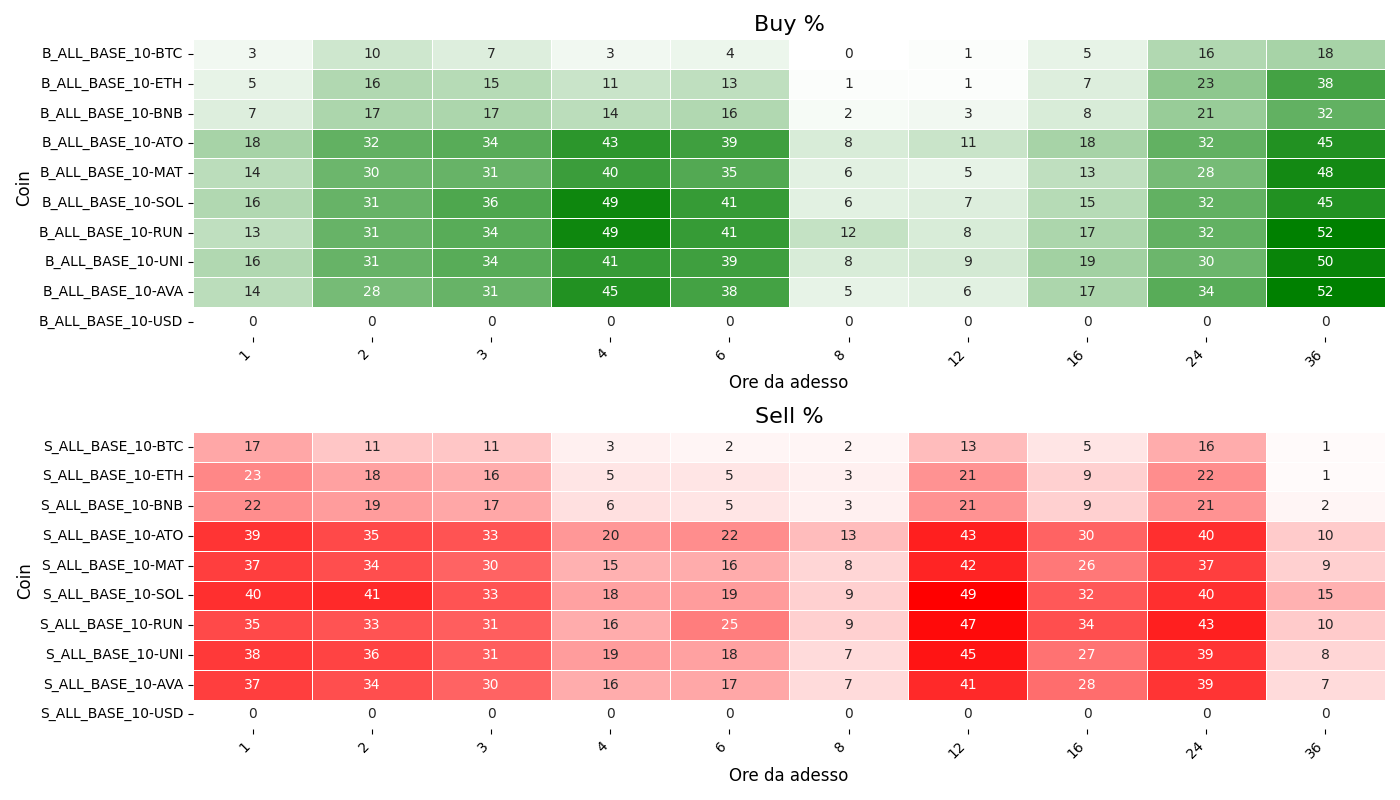 Buy %
Coin
B_ALL_BASE_10-BTC 3 10 7 3 4 0 1 5 16 18
B_ALL_BASE_10-ETH 5 16 15 11 13 1 1 7 23 38
B_ALL_BASE_10-BNB 7 17 17 14 16 2 3 8 21 32
B_ALL_BASE_10-ATO 18 32 34 43 39 8 11 18 32 45
B_ALL_BASE_10-MAT 14 30 31 40 35 6 5 13 28 48
B_ALL_BASE_10-SOL 16 31 36 49 41 6 7 15 32 45
B_ALL_BASE_10-RUN 13 31 34 49 41 12 8 17 32 52
B_ALL_BASE_10-UNI 16 31 34 41 39 8 9 19 30 50
B_ALL_BASE_10-AVA 14 28 31 45 38 5 6 17 34 52
B_ALL_BASE_10-USD 0 0 0 0 0 0 0 0 0 0
1 2 3 4 6 8 12 16 24 36
Ore da adesso
Sell %
Coin
S_ALL_BASE_10-BTC 17 11 11 3 2 2 13 5 16 1
S_ALL_BASE_10-ETH 23 18 16 5 5 3 21 9 22 1
S_ALL_BASE_10-BNB 22 19 17 6 5 3 21 9 21 2
S_ALL_BASE_10-ATO 39 35 33 20 22 13 43 30 40 10
S_ALL_BASE_10-MAT 37 34 30 15 16 8 42 26 37 9
S_ALL_BASE_10-SOL 40 41 33 18 19 9 49 32 40 15
S_ALL_BASE_10-RUN 35 33 31 16 25 9 47 34 43 10
S_ALL_BASE_10-UNI 38 36 31 19 18 7 45 27 39 8
S_ALL_BASE_10-AVA 37 34 30 16 17 7 41 28 39 7
S_ALL_BASE_10-USD 0 0 0 0 0 0 0 0 0 0
1 2 3 4 6 8 12 16 24 36
Ore da adesso